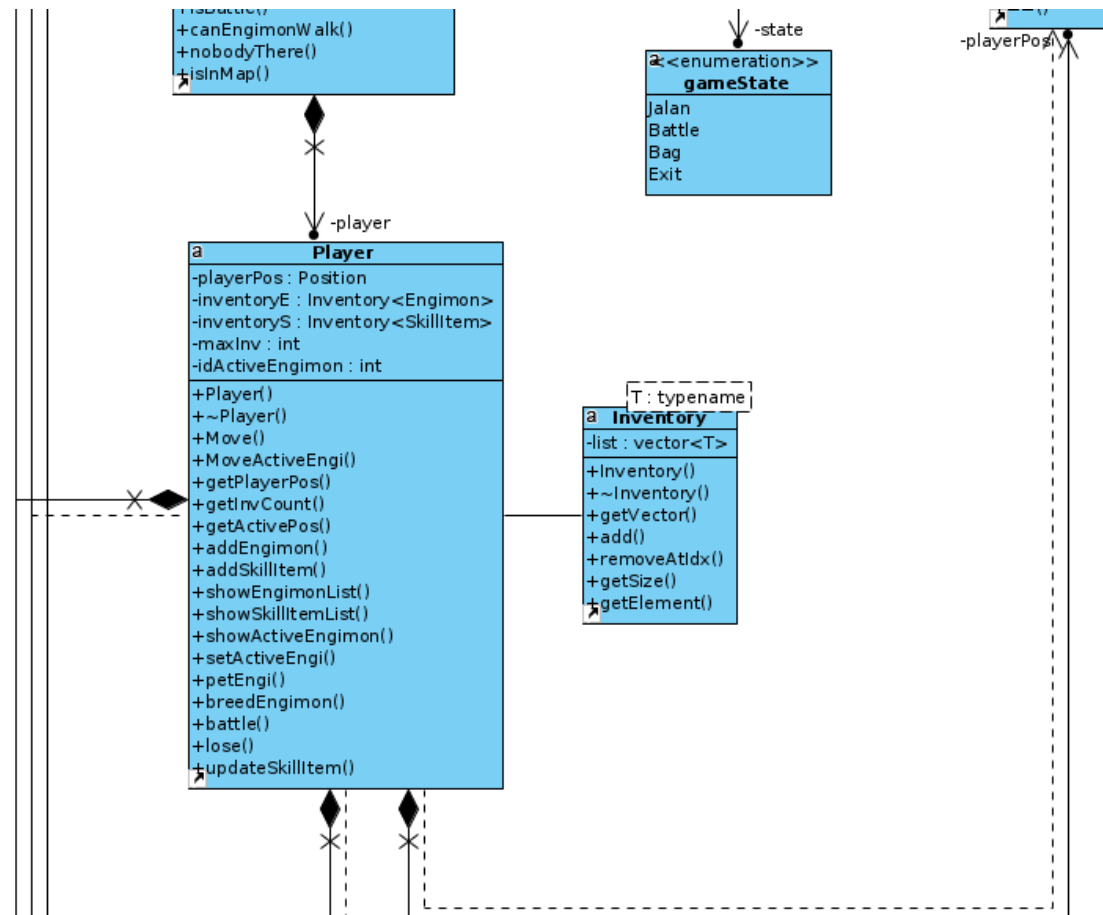 +canEngimonWalk()
+nobodyThere()
+isInMap()
-state
a
<<enumeration>>
gameState
Jalan
Battle
Bag
Exit
-playerPos
-player
a
Player
-playerPos : Position
-inventoryE : Inventory<Engimon>
-inventoryS : Inventory<SkillItem>
-maxInv : int
-idActiveEngimon : int
+Player()
+~Player()
+Move()
+MoveActiveEngi()
+getPlayerPos()
+getInvCount()
+getActivePos()
+addEngimon()
+addSkillItem()
+showEngimonList()
+showSkillItemList()
+showActiveEngimon()
+setActiveEngi()
+petEngi()
+breedEngimon()
+battle()
+lose()
+updateSkillItem()
T : typename
a
Inventory
-list : vector<T>
+Inventory()
+~Inventory()
+getVector()
+add()
+removeAtIdx()
+getSize()
+getElement()